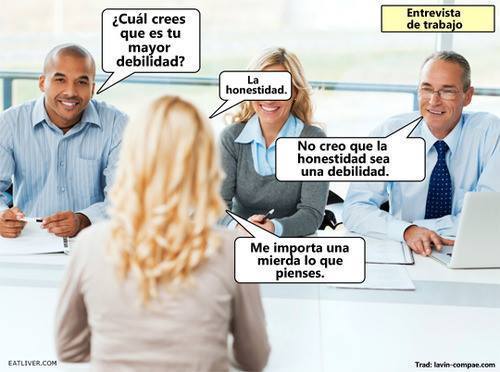 Entrevista
de trabajo
¿Cuál crees
que es tu
mayor
debilidad?
La
honestidad.
No creo que la
honestidad sea
una debilidad.
Me importa una
mierda lo que
pienses.
EATLIVER.COM
Trad: lavin-compae.com